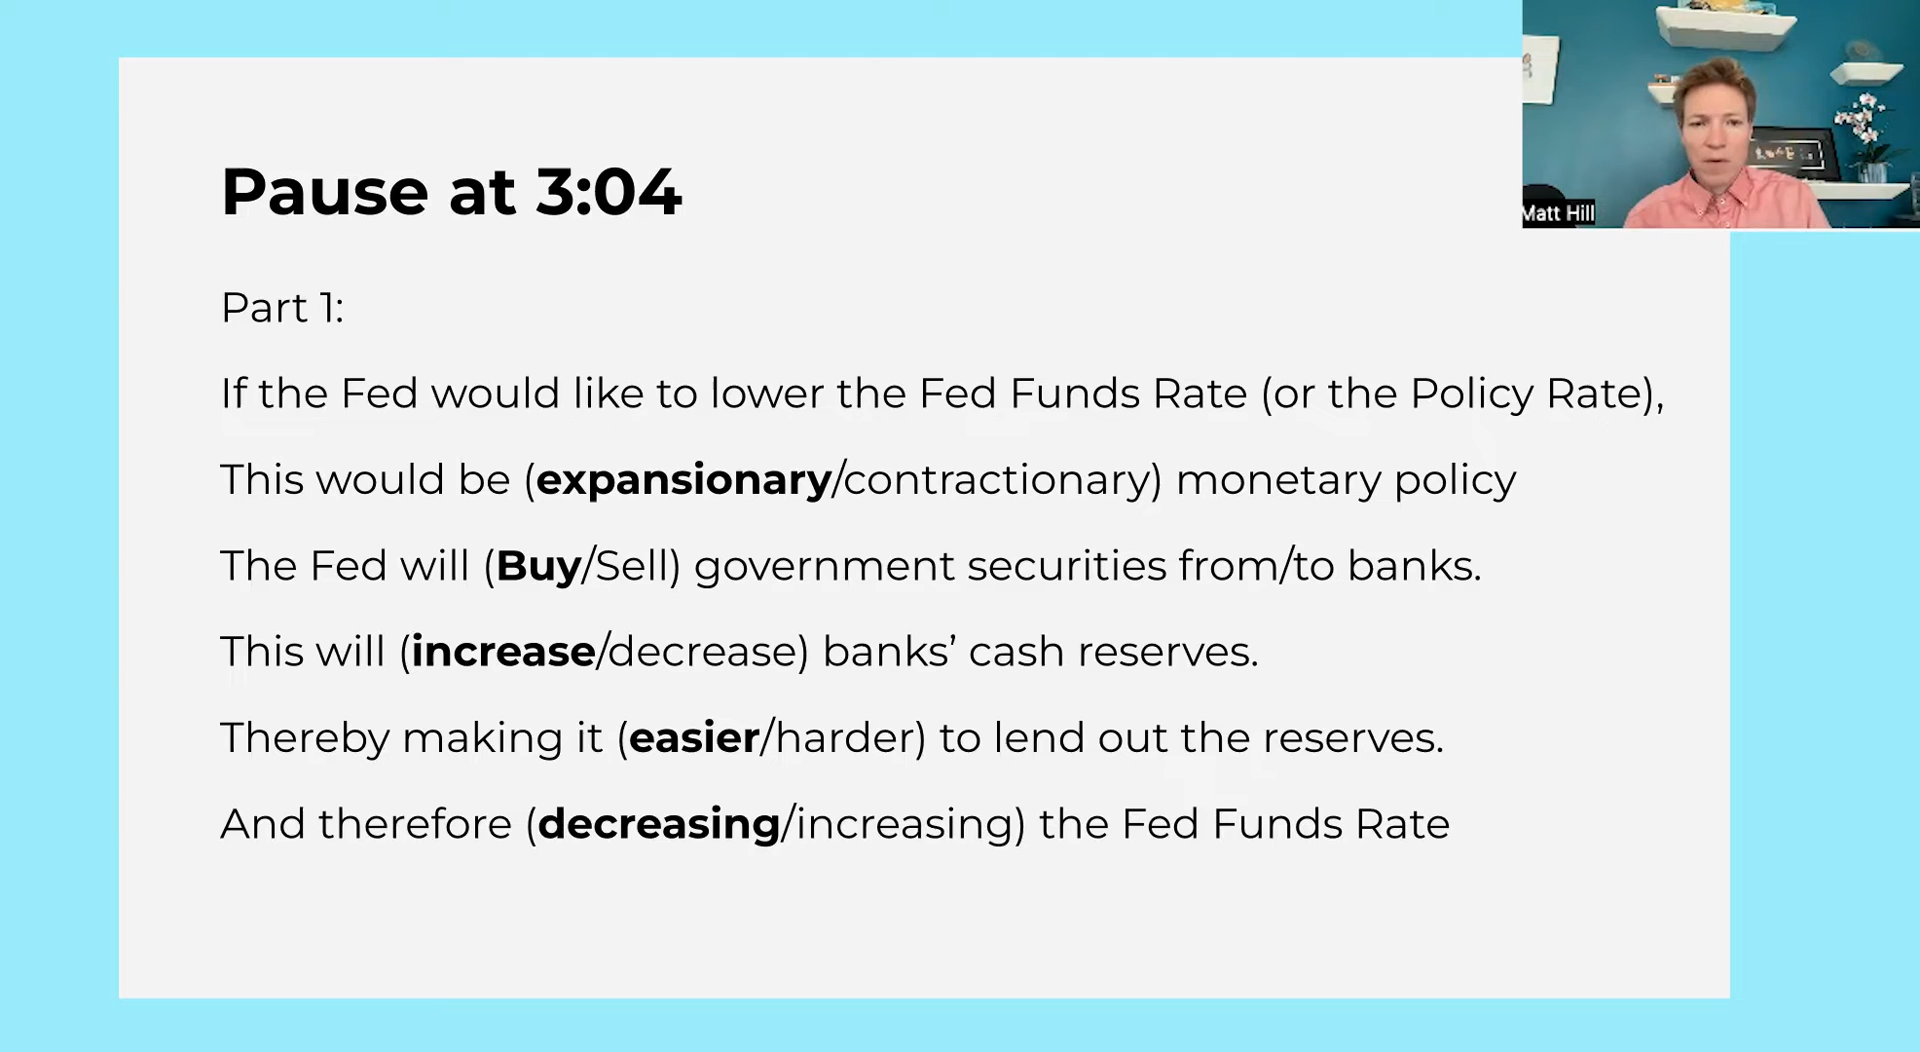 Pause at 3:04
Matt Hill
Part 1:
If the Fed would like to lower the Fed Funds Rate (or the Policy Rate),
This would be (expansionary/contractionary) monetary policy
The Fed will (Buy/Sell) government securities from/to banks.
This will (increase/decrease) banks’ cash reserves.
Thereby making it (easier/harder) to lend out the reserves.
And therefore (decreasing/increasing) the Fed Funds Rate